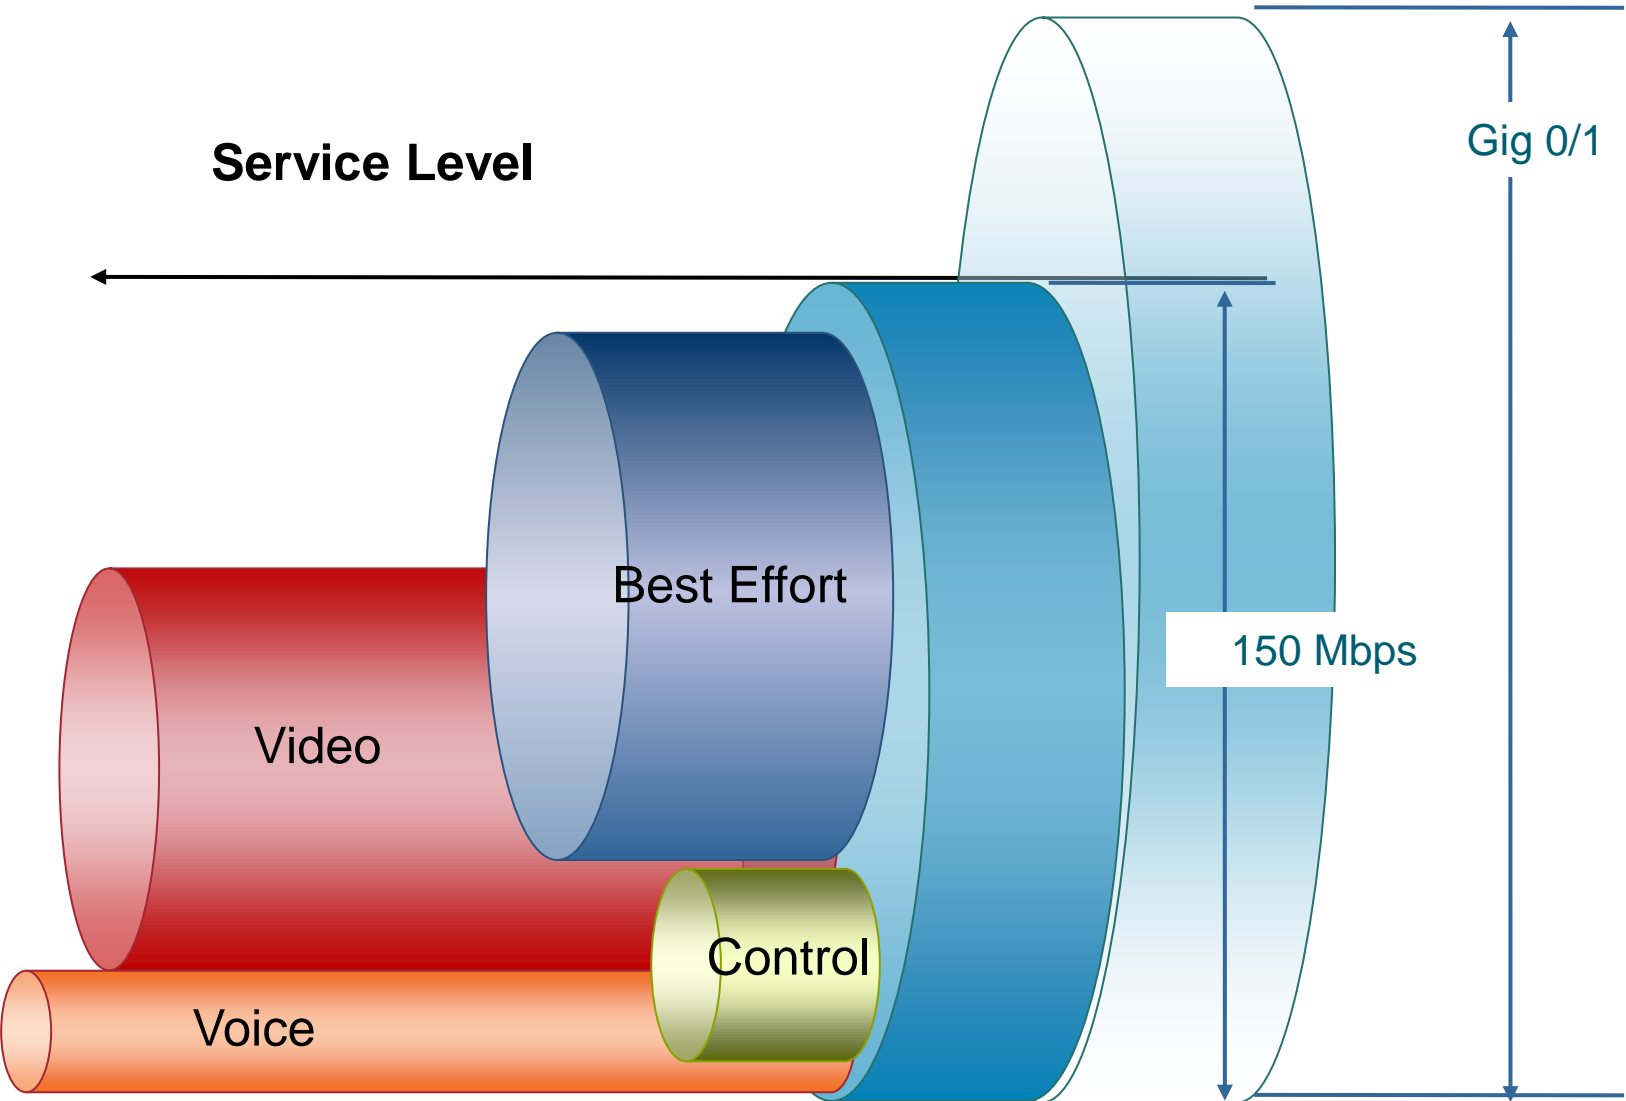 Gig 0/1
Service Level
Best Effort
150 Mbps
Video
Control
Voice